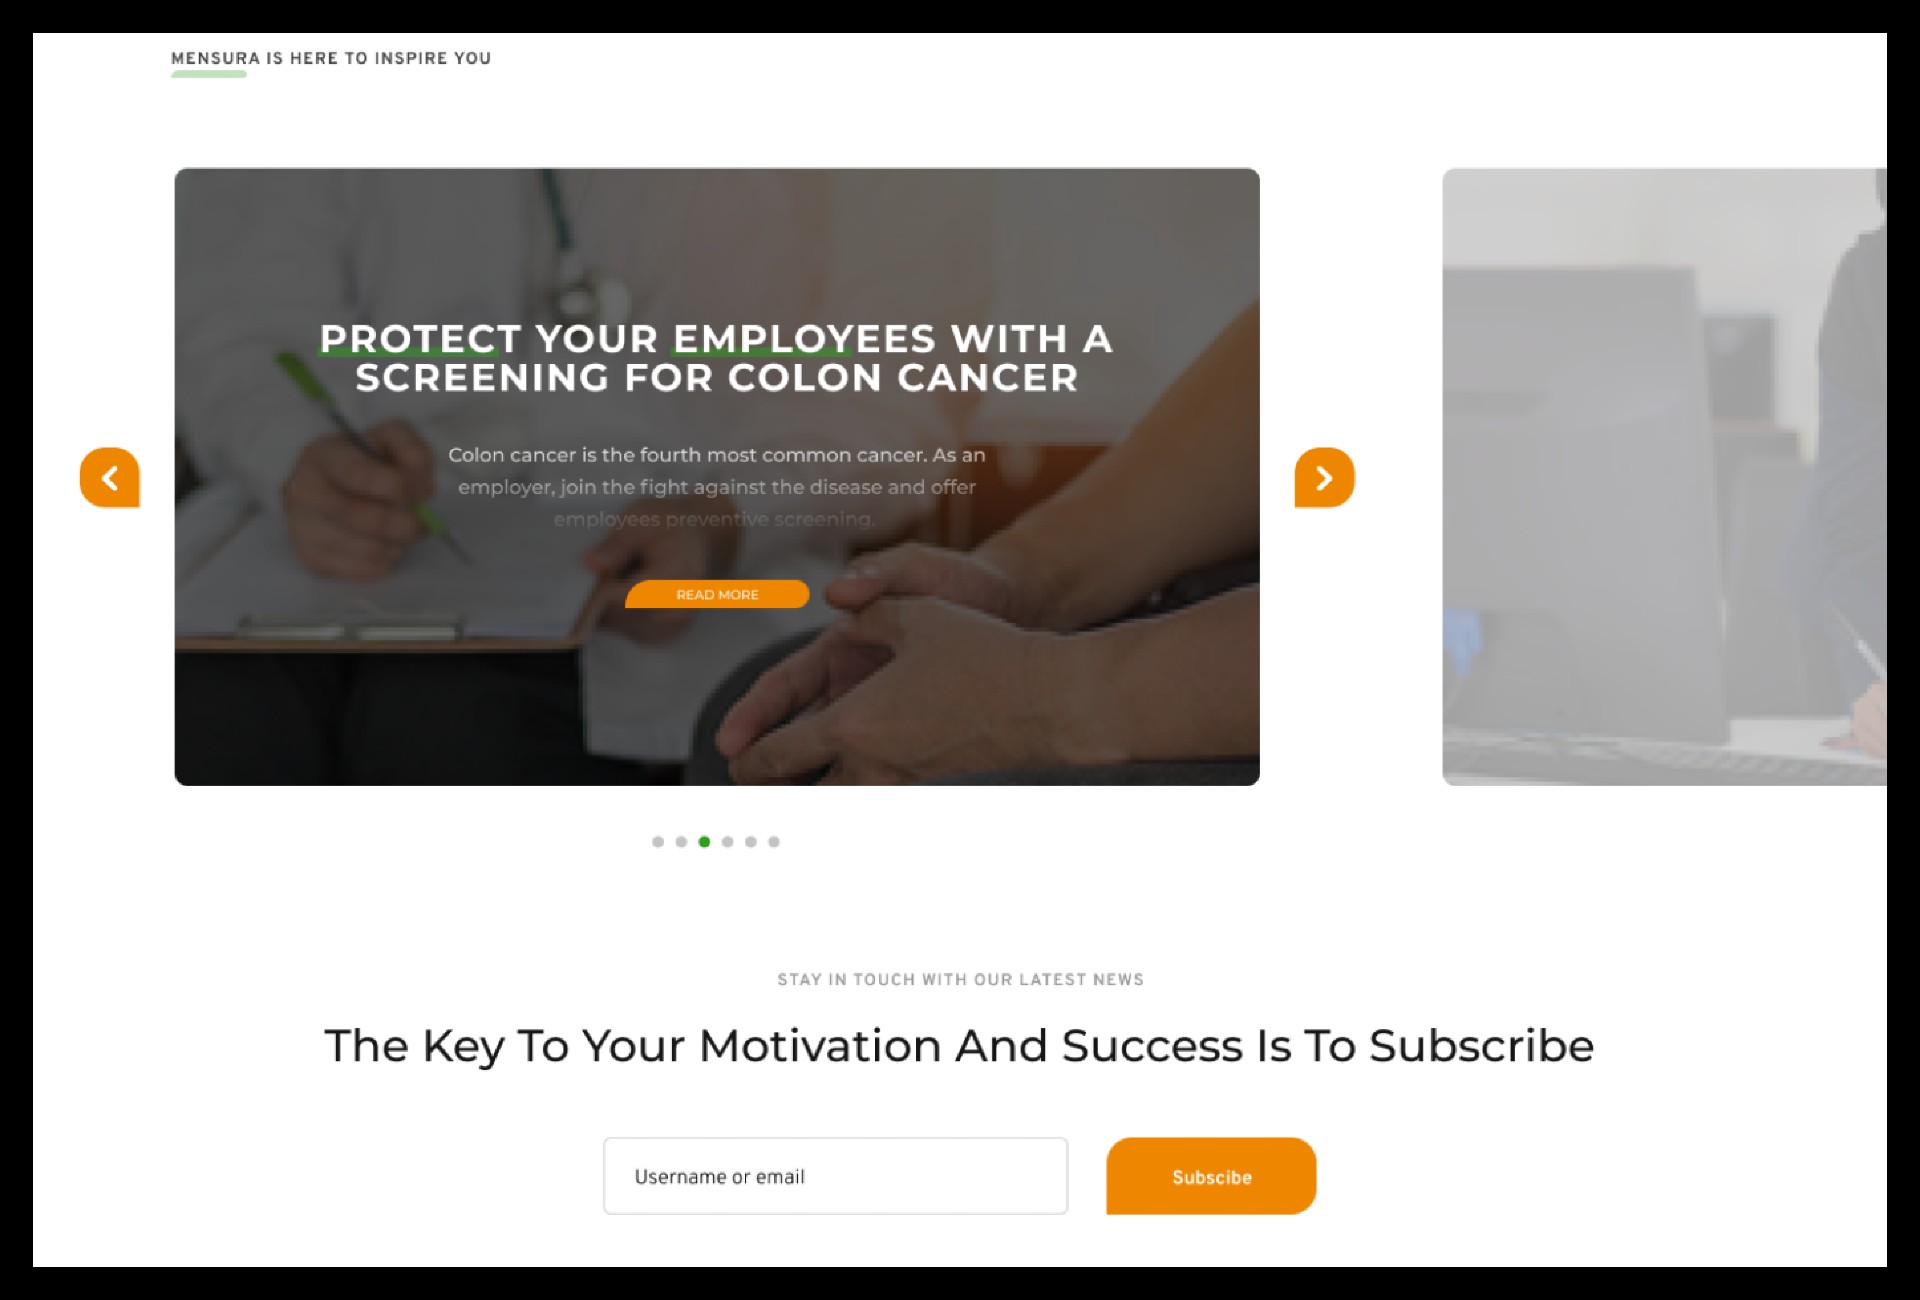 MENSURA IS HERE TO INSPIRE YOU
PROTECT YOUR EMPLOYEES WITH A
SCREENING FOR COLON CANCER
Colon cancer is the fourth most common cancer. As an
employer, join the fight against the disease and offer
employees preventive screening.
READ MORE
STAY IN TOUCH WITH OUR LATEST NEWS
The Key To Your Motivation And Success Is To Subscribe
Username or email
Subscibe